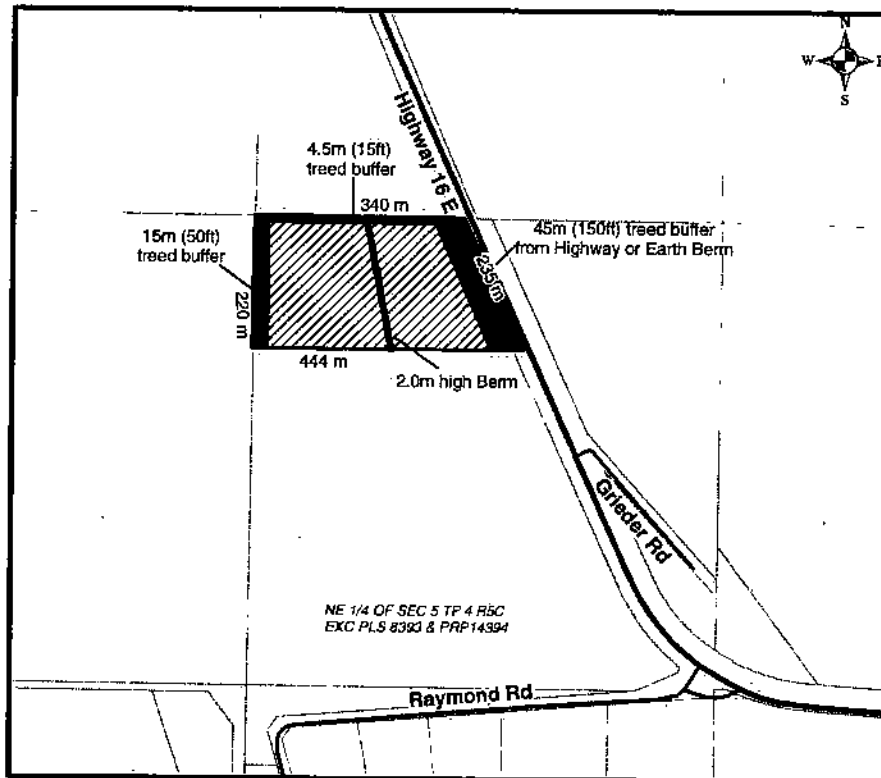 N
W
E
S
Highway 16 E
4.5m (15ft)
treed buffer
340 m
15m (50ft)
treed buffer
45m (150ft) treed buffer
from Highway or Earth Berm
235m
220 m
444 m
2.0m high Berm
Grieder Rd
NE 1/4 OF SEC 5 TP 4 R5C
EXC PLS 8393 & PRP14394
Raymond Rd